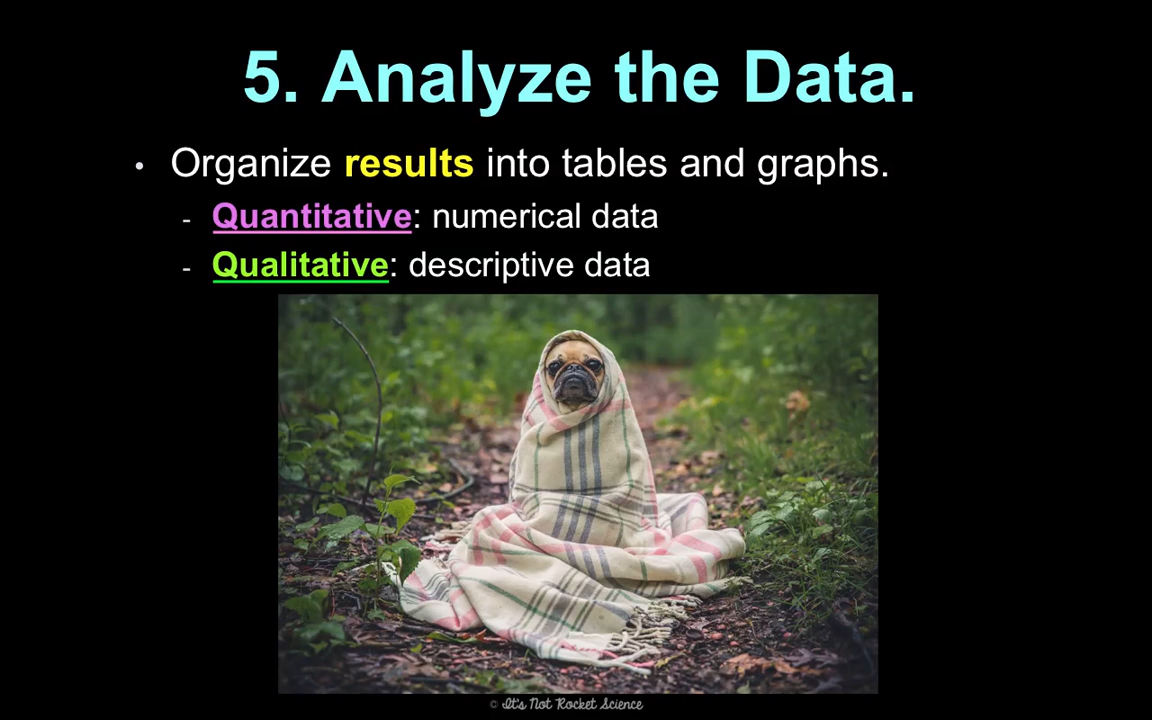 5. Analyze the Data.
• Organize results into tables and graphs.
- Quantitative: numerical data
- Qualitative: descriptive data
© It's Not Rocket Science